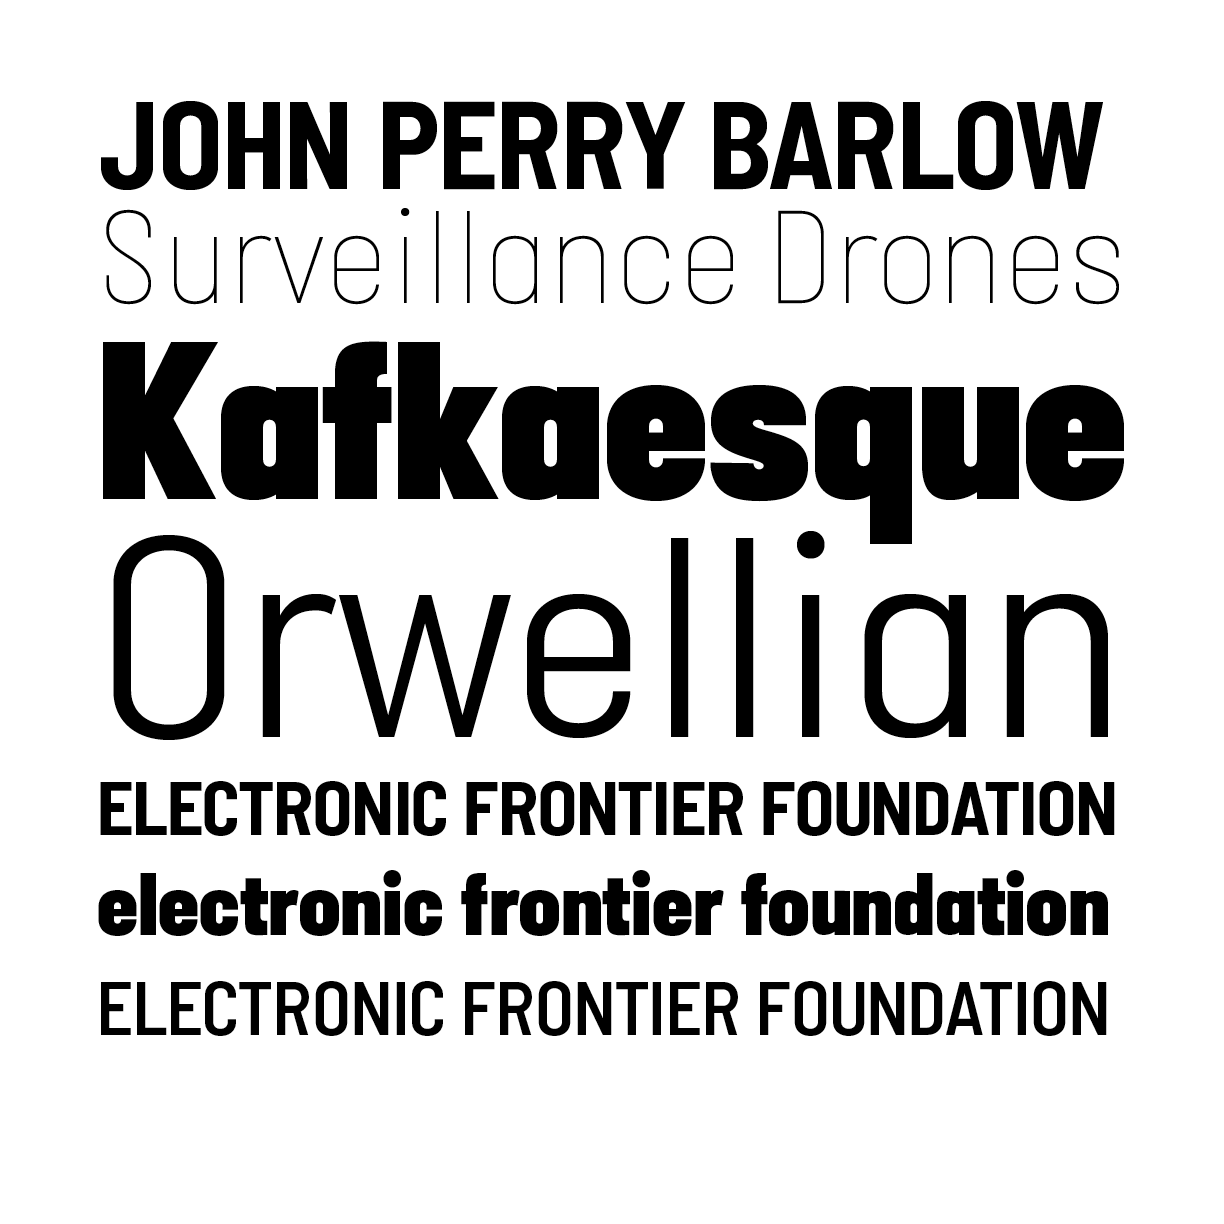 JOHN PERRY BARLOW
Surveillance Drones
Kafkaesque
Orwellian
ELECTRONIC FRONTIER FOUNDATION
electronic frontier foundation
ELECTRONIC FRONTIER FOUNDATION